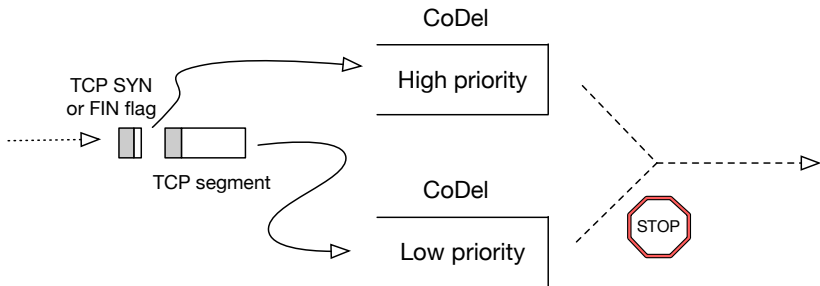 CoDel
High priority
TCP SYN
or FIN flag
TCP segment
CoDel
Low priority
STOP